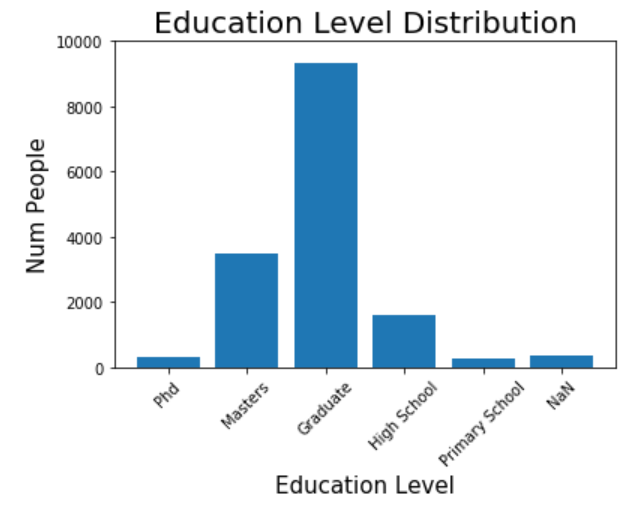 Education Level Distribution
10000
8000
6000
4000
2000
0
Num People
Phd
Masters
Graduate
High School
Primary School
NaN
Education Level